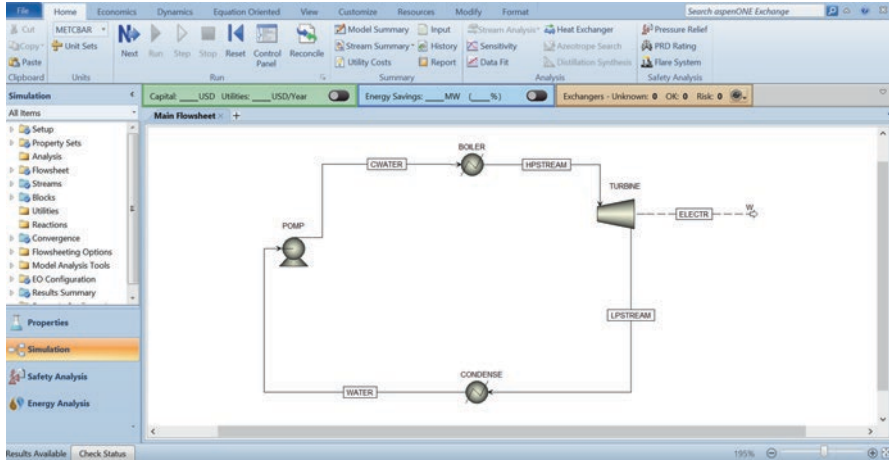 File Home Economics Dynamics Equation Oriented View Customize Resources Modify Format Search aspenONE Exchange
Cut METCBAR Model Summary Input Stream Analysis Heat Exchanger Pressure Relief
Copy Unit Sets Next Run Step Stop Reset Control Panel Reconcile Stream Summary History Sensitivity Azeotrope Search PRD Rating
Paste Utility Costs Report Data Fit Distillation Synthesis Flare System
Clipboard Units Run Summary Analysis Safety Analysis
Simulation Capital: ____USD Utilities: ____USD/Year Energy Savings: ____MW (____%) Exchangers - Unknown: 0 OK: 0 Risk: 0
All Items Main Flowsheet × +
Setup
Property Sets
Analysis
Flowsheet
Streams
Blocks
Utilities
Reactions
Convergence
Flowsheeting Options
Model Analysis Tools
EO Configuration
Results Summary
Properties
Simulation
Safety Analysis
Energy Analysis
BOILER
CWATER HPSTREAM
TURBINE
ELECTR W
POMP
LPSTREAM
CONDENSE
WATER
Results Available Check Status 195%